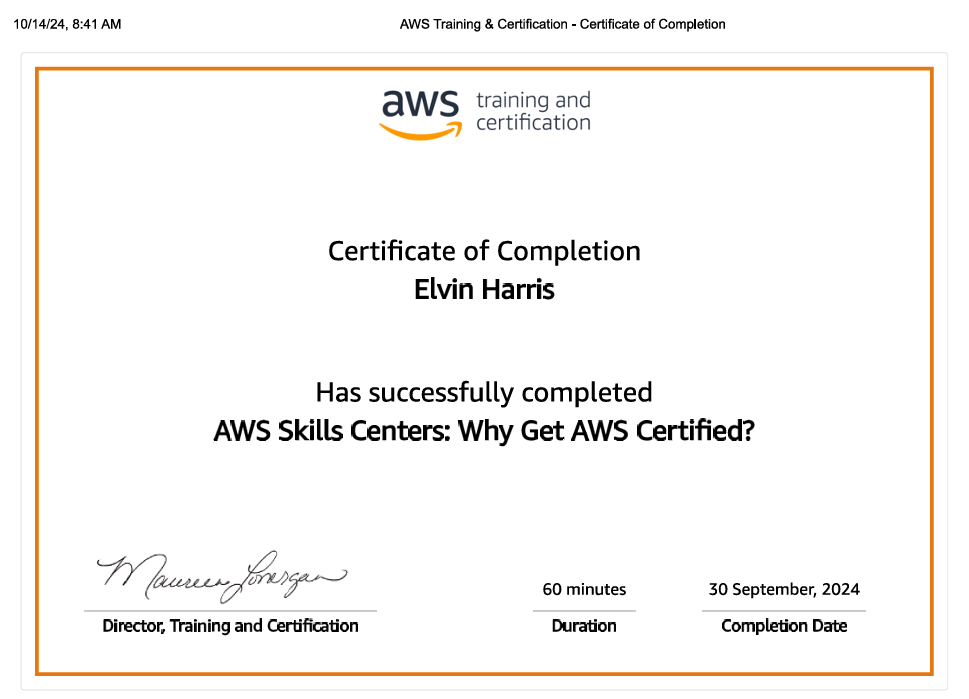 10/14/24, 8:41 AM AWS Training & Certification - Certificate of Completion
aws training and
certification
Certificate of Completion
Elvin Harris
Has successfully completed
AWS Skills Centers: Why Get AWS Certified?
Maureen Lonergan
60 minutes 30 September, 2024
Director, Training and Certification Duration Completion Date